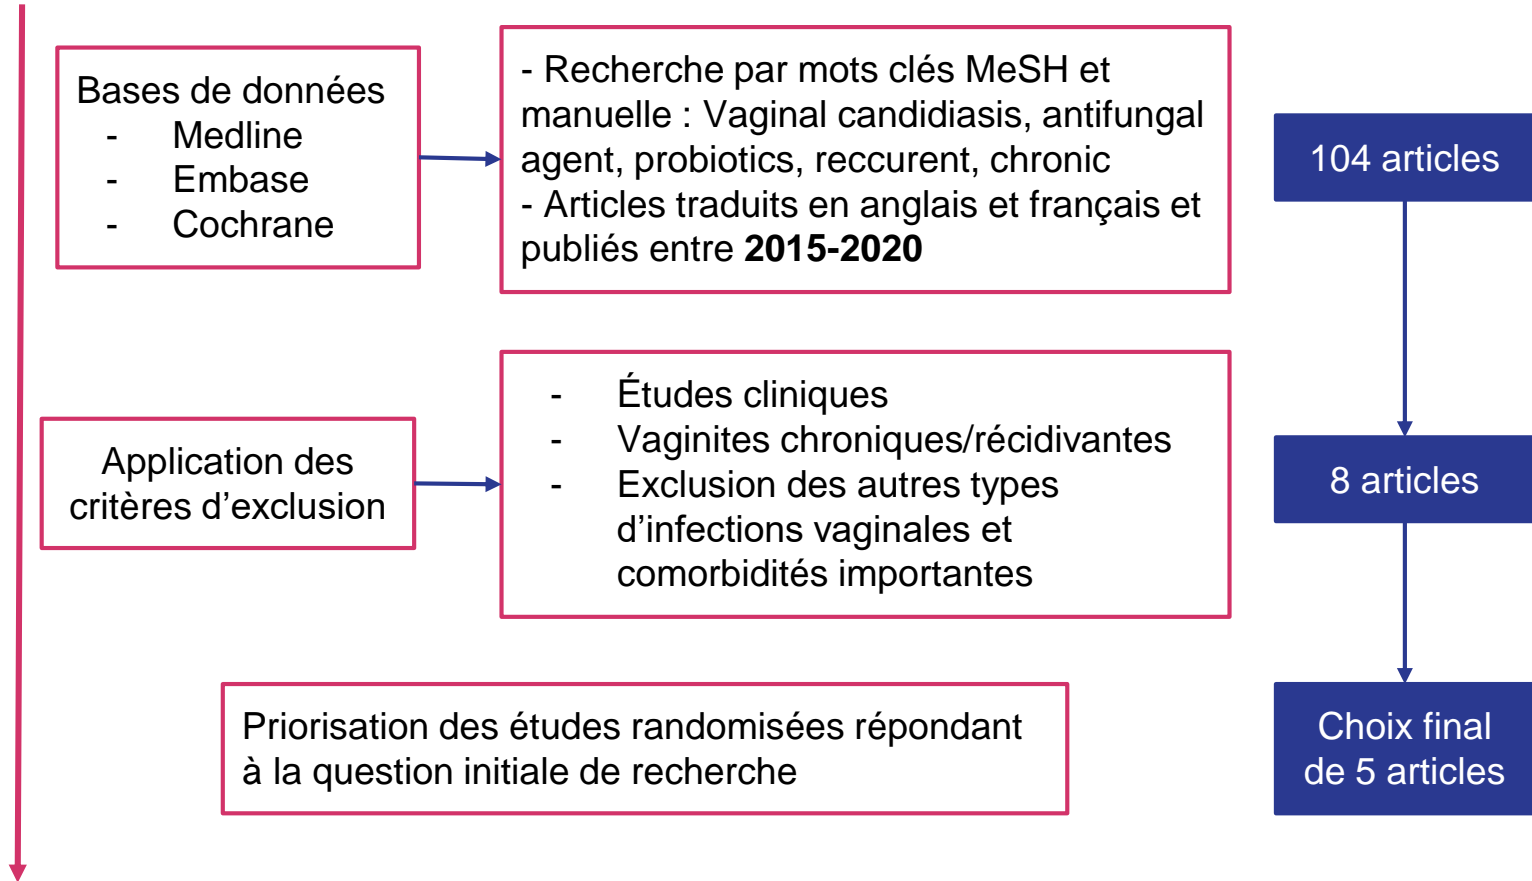 Bases de données
- Medline
- Embase
- Cochrane
- Recherche par mots clés MeSH et
manuelle : Vaginal candidiasis, antifungal
agent, probiotics, reccurent, chronic
- Articles traduits en anglais et français et
publiés entre 2015-2020
104 articles
Application des
critères d’exclusion
- Études cliniques
- Vaginites chroniques/récidivantes
- Exclusion des autres types
d’infections vaginales et
comorbidités importantes
8 articles
Priorisation des études randomisées répondant
à la question initiale de recherche
Choix final
de 5 articles